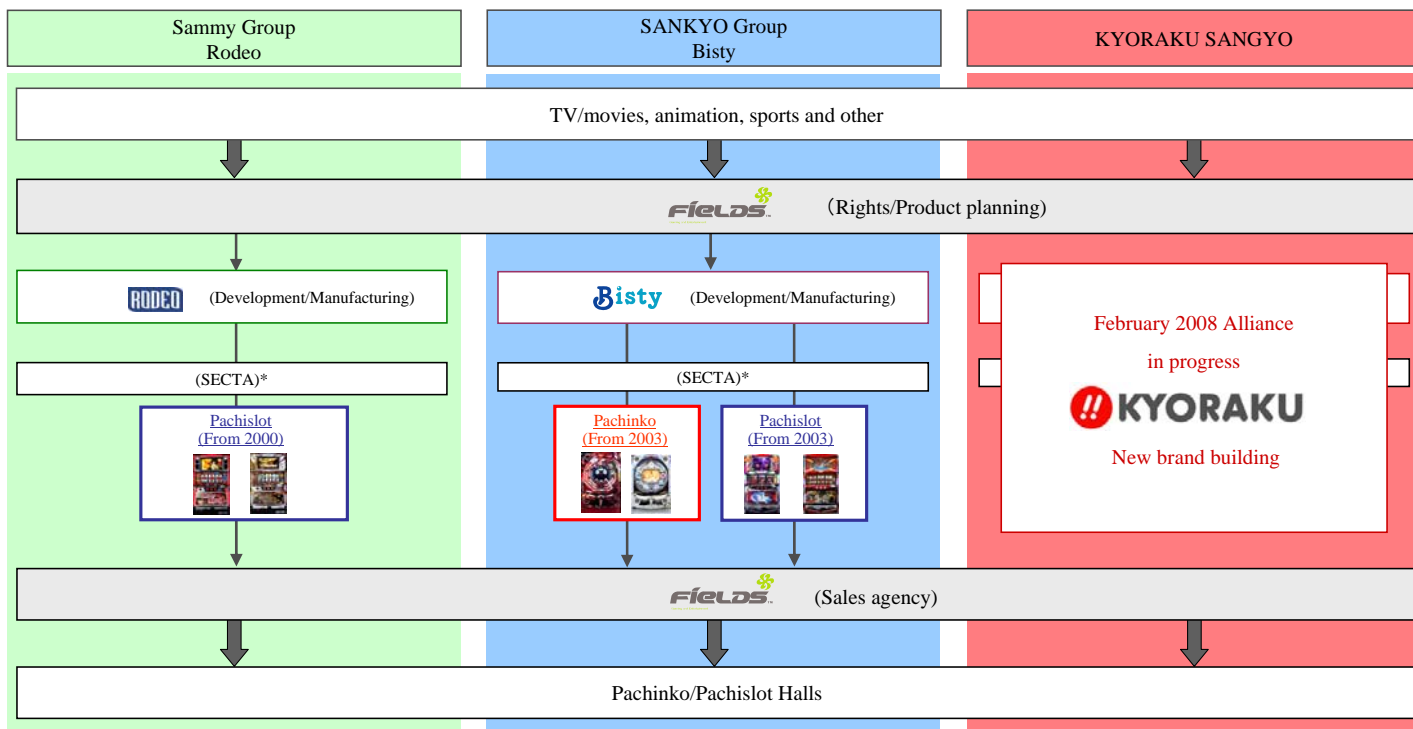 Sammy Group
Rodeo
SANKYO Group
Bisty
KYORAKU SANGYO
TV/movies, animation, sports and other
FIELDS (Rights/Product planning)
RODEO (Development/Manufacturing)
Bisty (Development/Manufacturing)
(SECTA)*
(SECTA)*
Pachislot
(From 2000)
Pachinko
(From 2003)
Pachislot
(From 2003)
February 2008 Alliance
in progress
KYORAKU
New brand building
FIELDS (Sales agency)
Pachinko/Pachislot Halls